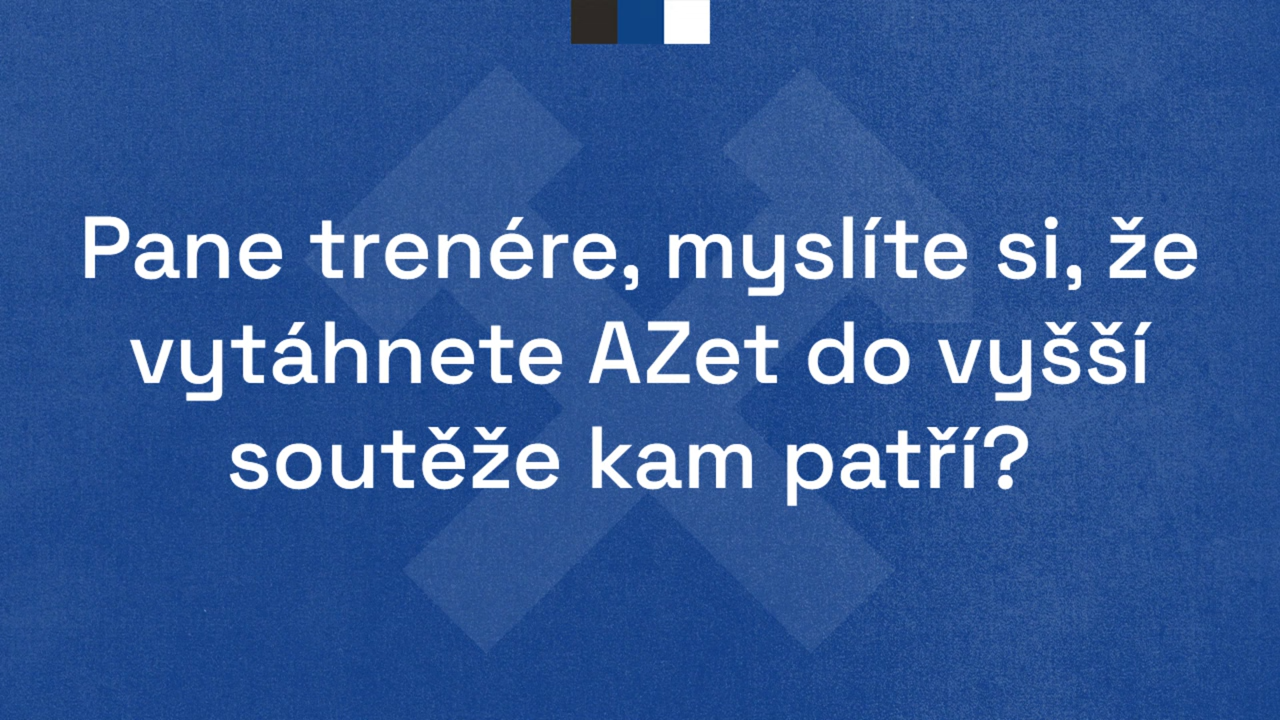 Pane trenére, myslíte si, že
vytáhnete AZet do vyšší
soutěže kam patří?